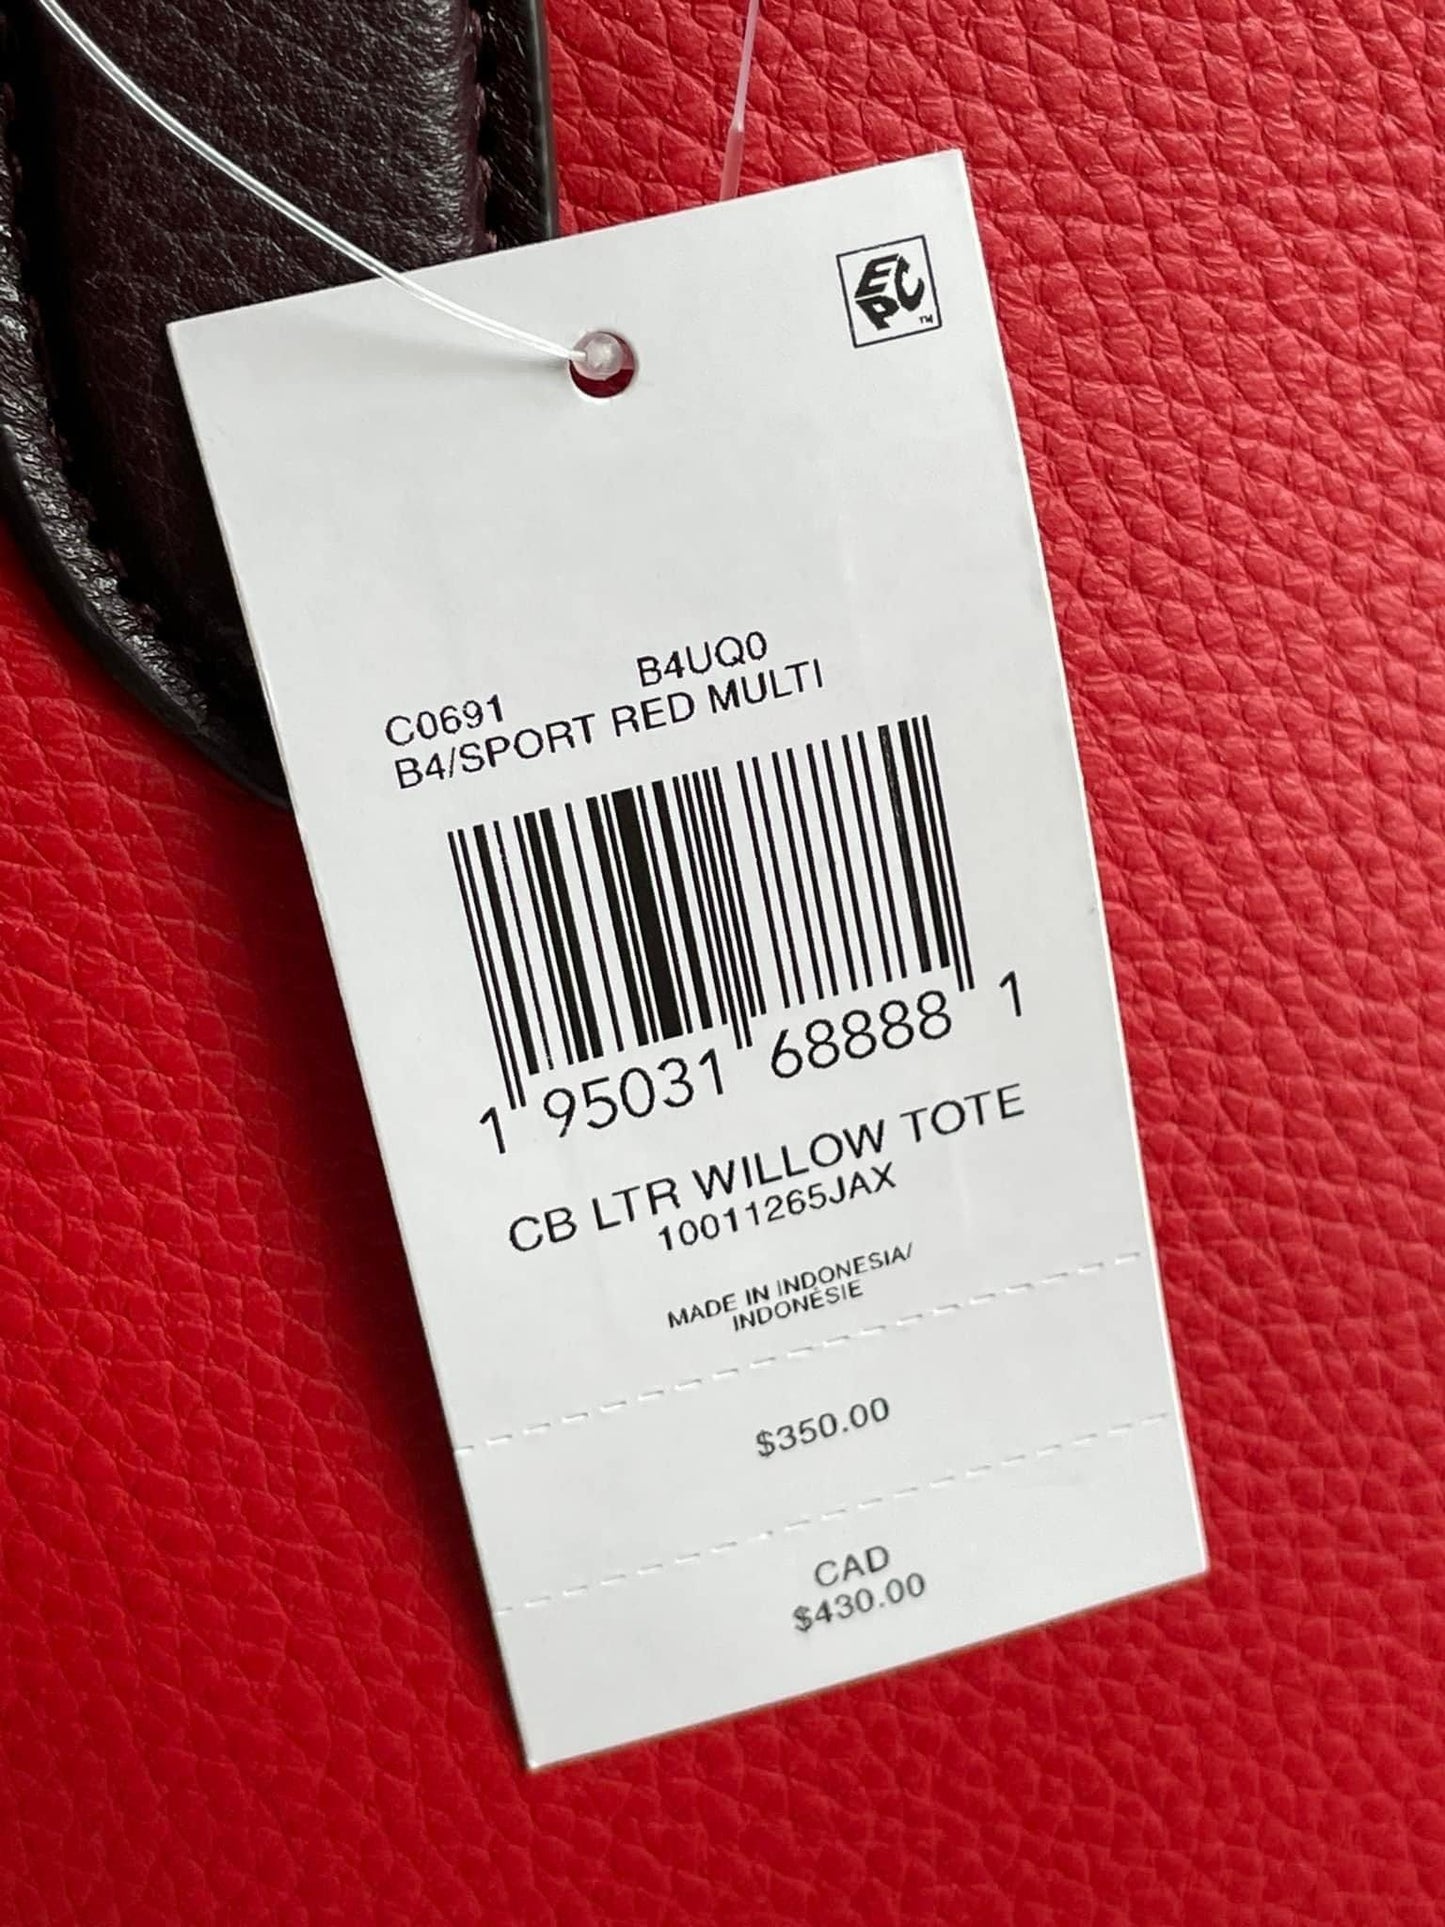 EPC
TM
C0691 B4UQ0
B4/SPORT RED MULTI
1 95031 68888 1
CB LTR WILLOW TOTE
10011265JAX
MADE IN INDONESIA/
INDONÉSIE
$350.00
CAD
$430.00